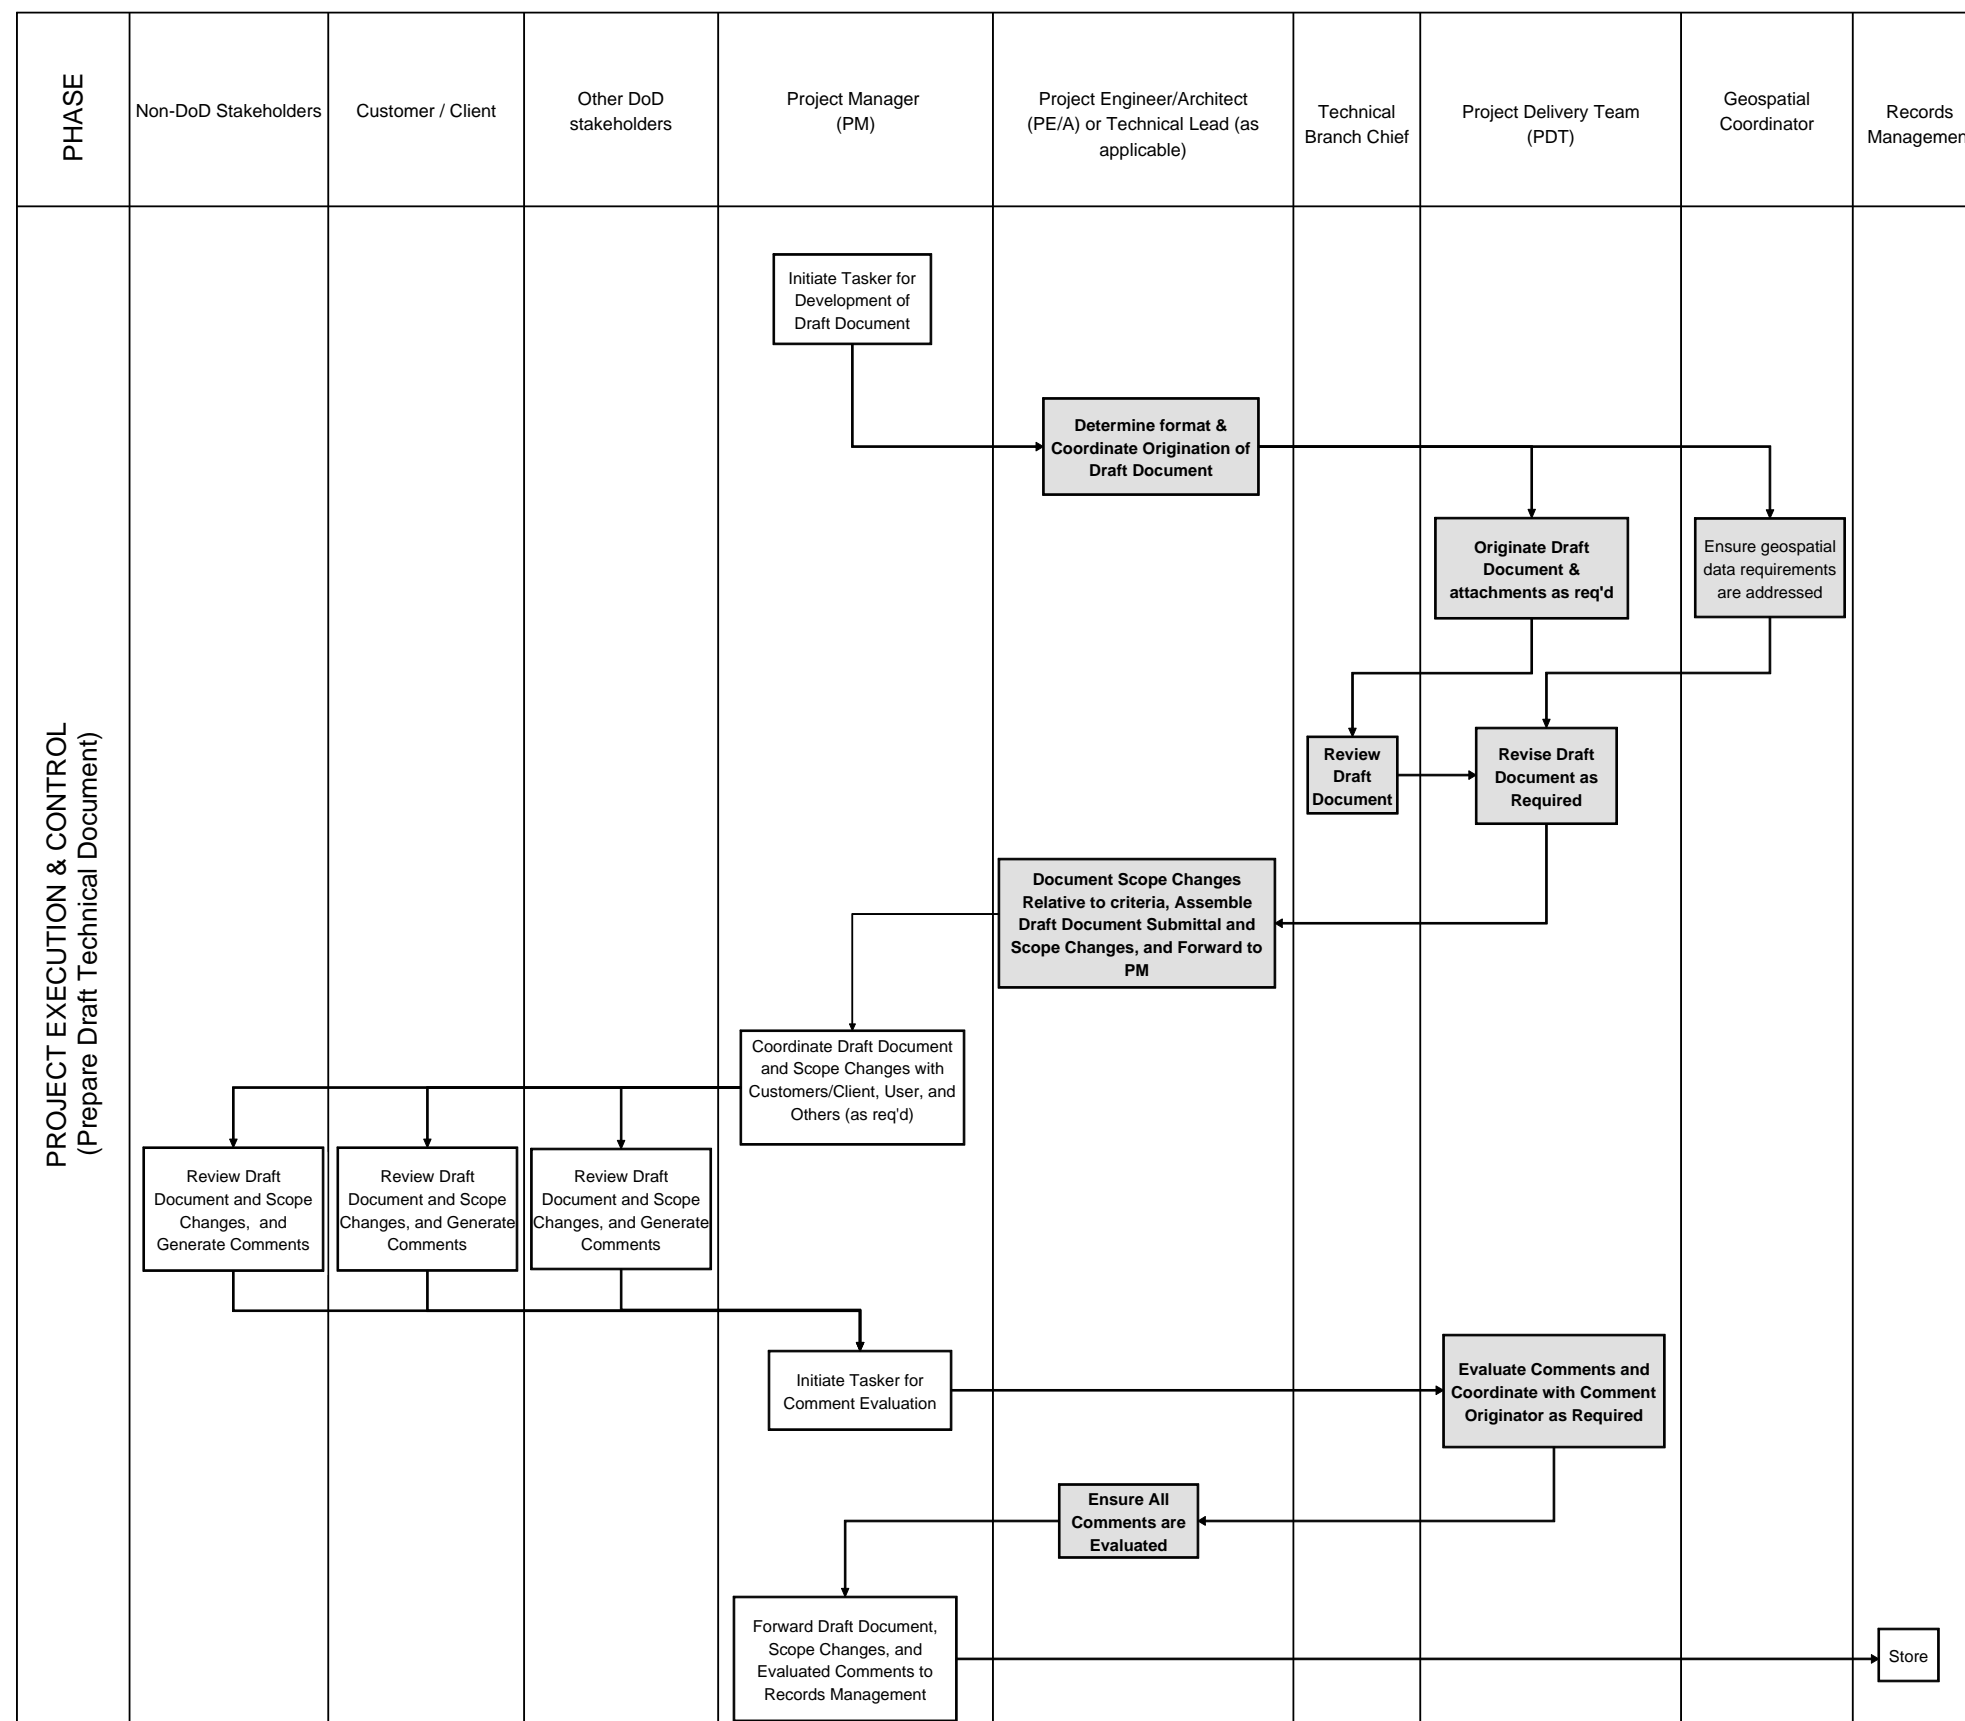 PHASE
Non-DoD Stakeholders
Customer / Client
Other DoD
stakeholders
Project Manager
(PM)
Project Engineer/Architect
(PE/A) or Technical Lead (as
applicable)
Technical
Branch Chief
Project Delivery Team
(PDT)
Geospatial
Coordinator
Records
Managemen
PROJECT EXECUTION & CONTROL
(Prepare Draft Technical Document)
Initiate Tasker for
Development of
Draft Document
Determine format &
Coordinate Origination of
Draft Document
Originate Draft
Document &
attachments as req'd
Ensure geospatial
data requirements
are addressed
Review
Draft
Document
Revise Draft
Document as
Required
Document Scope Changes
Relative to criteria, Assemble
Draft Document Submittal and
Scope Changes, and Forward to
PM
Coordinate Draft Document
and Scope Changes with
Customers/Client, User, and
Others (as req'd)
Review Draft
Document and Scope
Changes,  and
Generate Comments
Review Draft
Document and Scope
Changes, and Generate
Comments
Review Draft
Document and Scope
Changes, and Generate
Comments
Initiate Tasker for
Comment Evaluation
Evaluate Comments and
Coordinate with Comment
Originator as Required
Ensure All
Comments are
Evaluated
Forward Draft Document,
Scope Changes, and
Evaluated Comments to
Records Management
Store